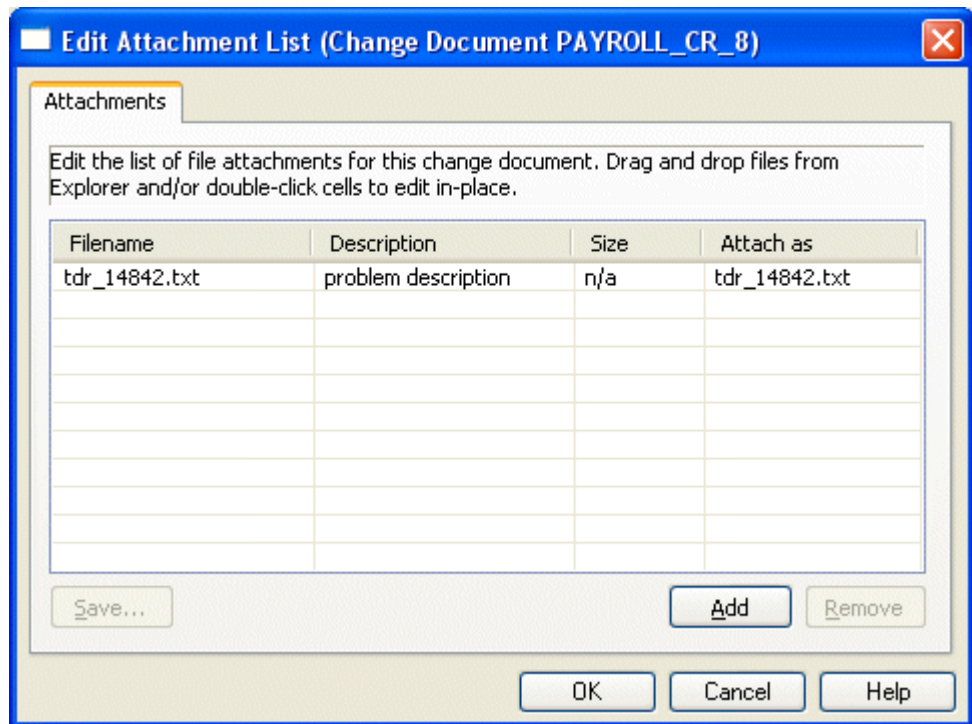 Edit Attachment List (Change Document PAYROLL_CR_8)
Attachments
Edit the list of file attachments for this change document. Drag and drop files from
Explorer and/or double-click cells to edit in-place.
Filename Description Size Attach as
tdr_14842.txt problem description n/a tdr_14842.txt
Save... Add Remove
OK Cancel Help